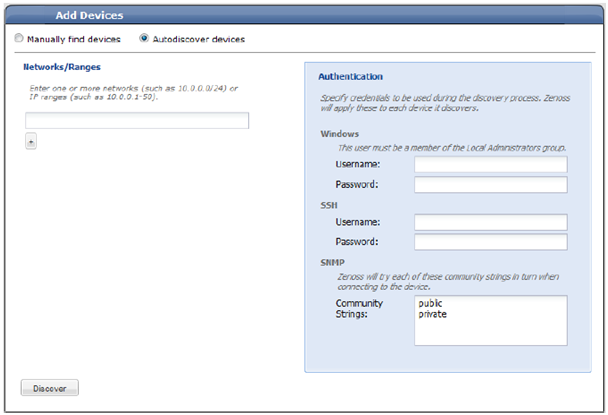 Add Devices
Manually find devices
Autodiscover devices
Networks/Ranges
Enter one or more networks (such as 10.0.0.0/24) or
IP ranges (such as 10.0.0.1-50).
+
Authentication
Specify credentials to be used during the discovery process. Zenoss
will apply these to each device it discovers.
Windows
This user must be a member of the Local Administrators group.
Username:
Password:
SSH
Username:
Password:
SNMP
Zenoss will try each of these community strings in turn when
connecting to the device.
Community
Strings:
public
private
Discover